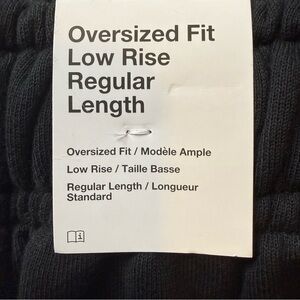 Oversized Fit
Low Rise
Regular
Length
Oversized Fit / Modèle Ample
Low Rise / Taille Basse
Regular Length / Longueur
Standard